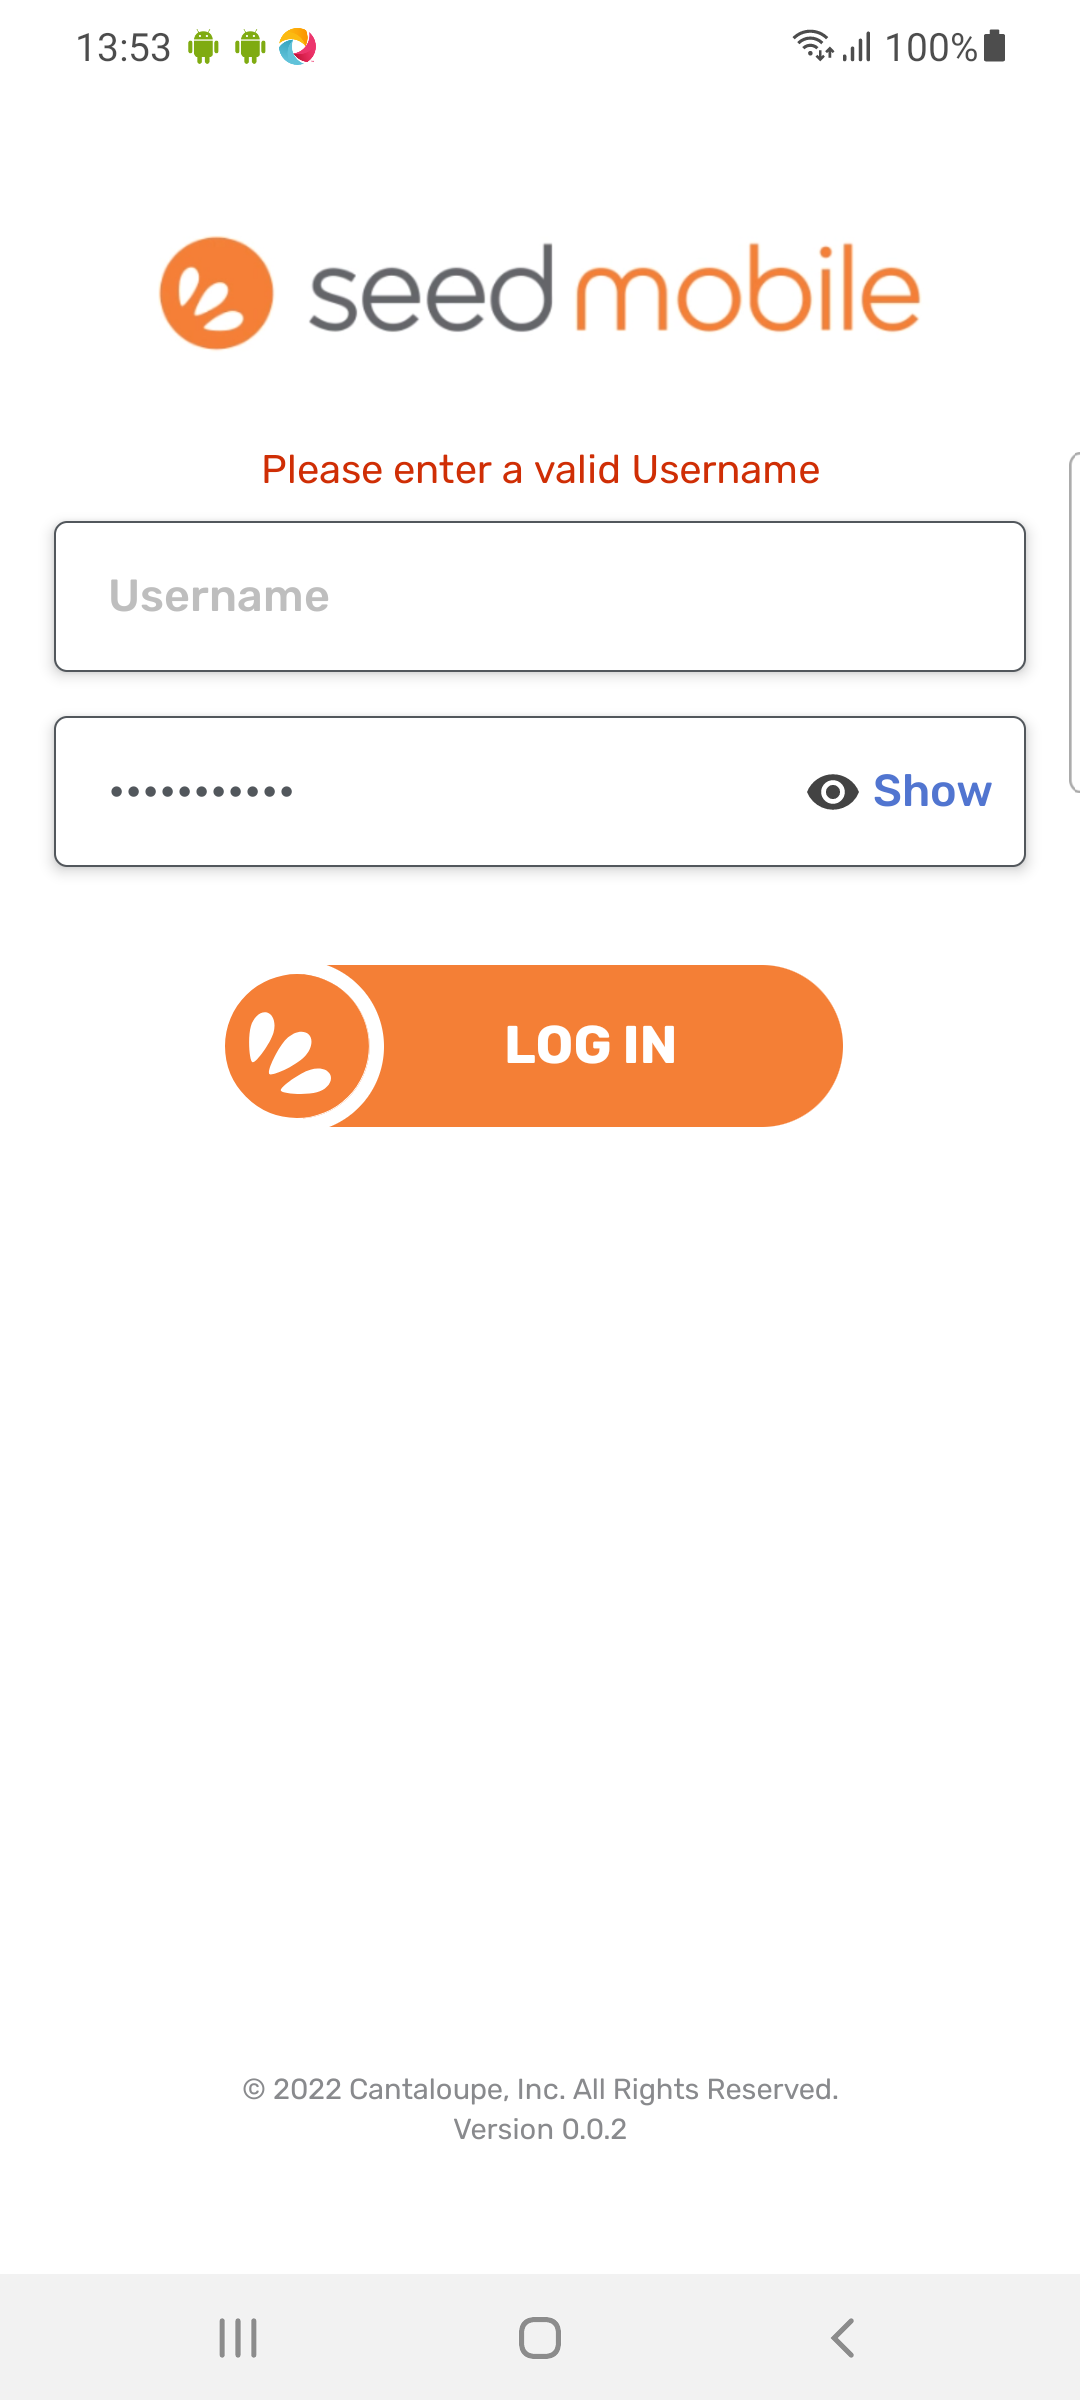 13:53 100%
seed mobile
Please enter a valid Username
Username
••••••••••• Show
LOG IN
© 2022 Cantaloupe, Inc. All Rights Reserved.
Version 0.0.2